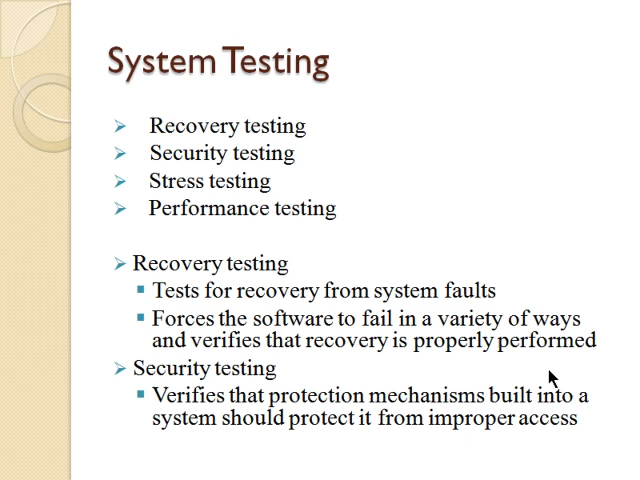 System Testing
Recovery testing
Security testing
Stress testing
Performance testing
Recovery testing
Tests for recovery from system faults
Forces the software to fail in a variety of ways
and verifies that recovery is properly performed
Security testing
Verifies that protection mechanisms built into a
system should protect it from improper access